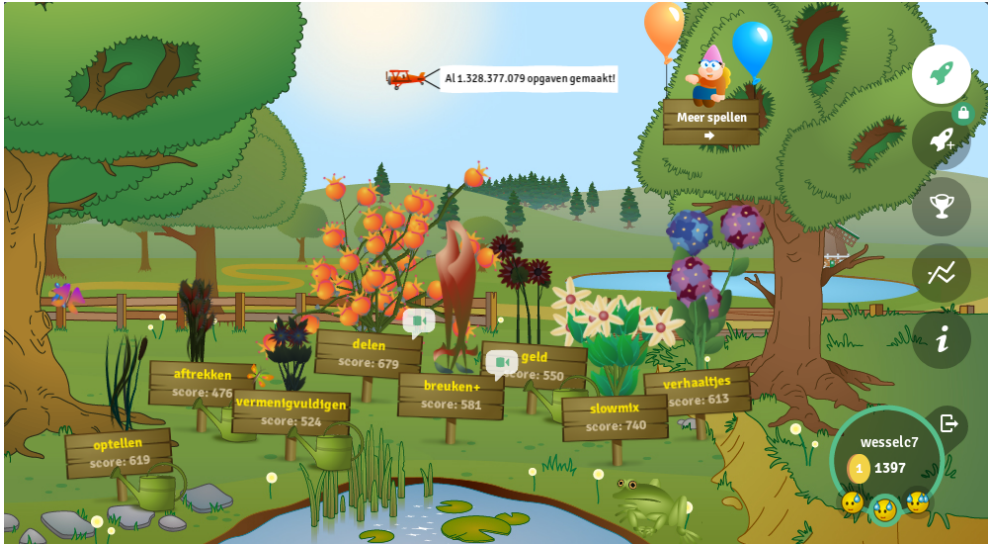 Al 1.328.377.079 opgaven gemaakt!
Meer spellen
delen
score: 679
geld
score: 550
aftrekken
score: 476
breuken+
score: 581
verhaaltjes
score: 613
vermenigvuldigen
score: 524
slowmix
score: 740
optellen
score: 619
wesselc7
1 1397